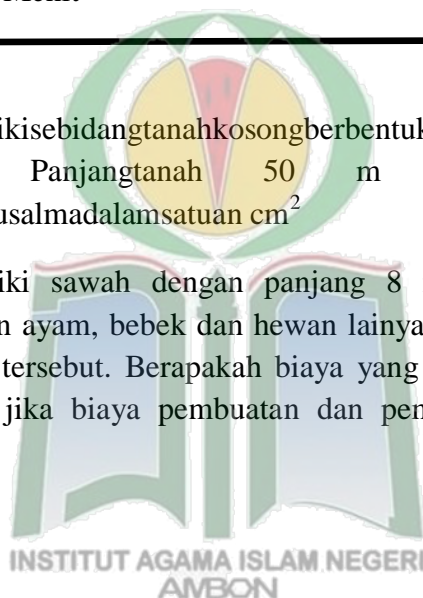 ikisebidangtanahkosongberbentuk
Panjangtanah 50 m
usalmadalamsatuan cm²
iki sawah dengan panjang 8
n ayam, bebek dan hewan lainya
tersebut. Berapakah biaya yang
jika biaya pembuatan dan pem
INSTITUT AGAMA ISLAM NEGERI
AMBON